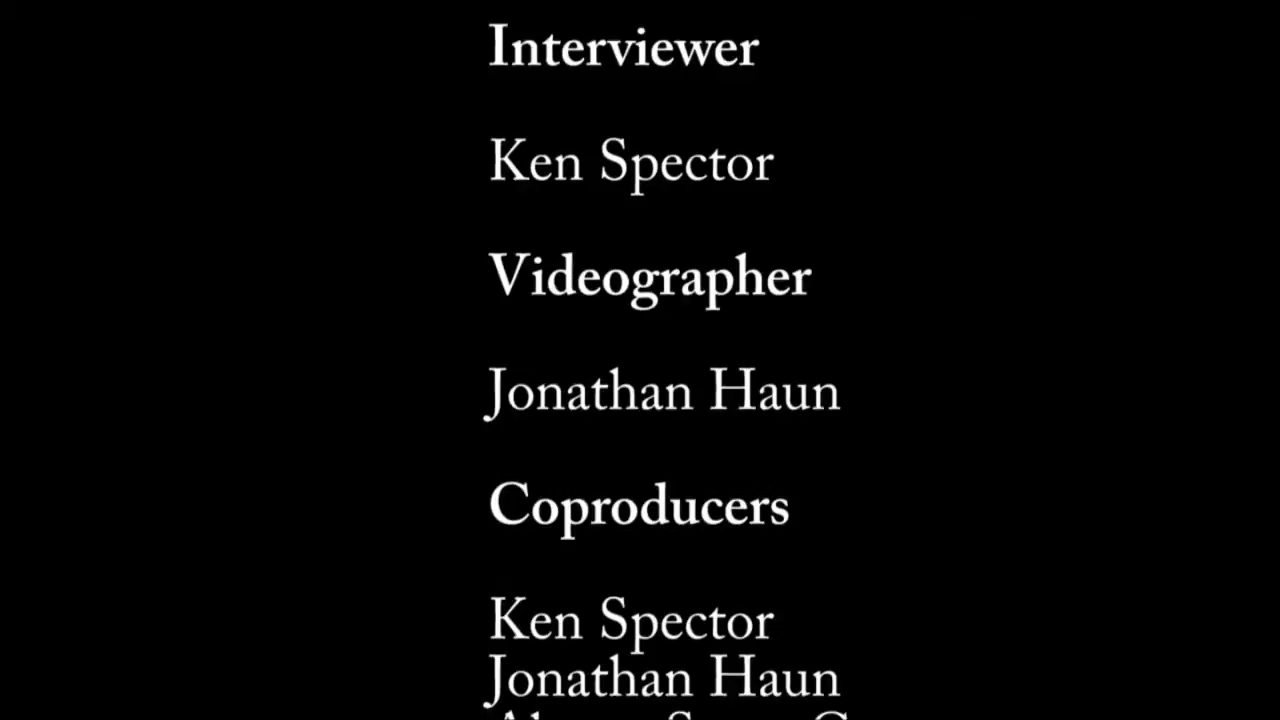 Interviewer
Ken Spector
Videographer
Jonathan Haun
Coproducers
Ken Spector
Jonathan Haun